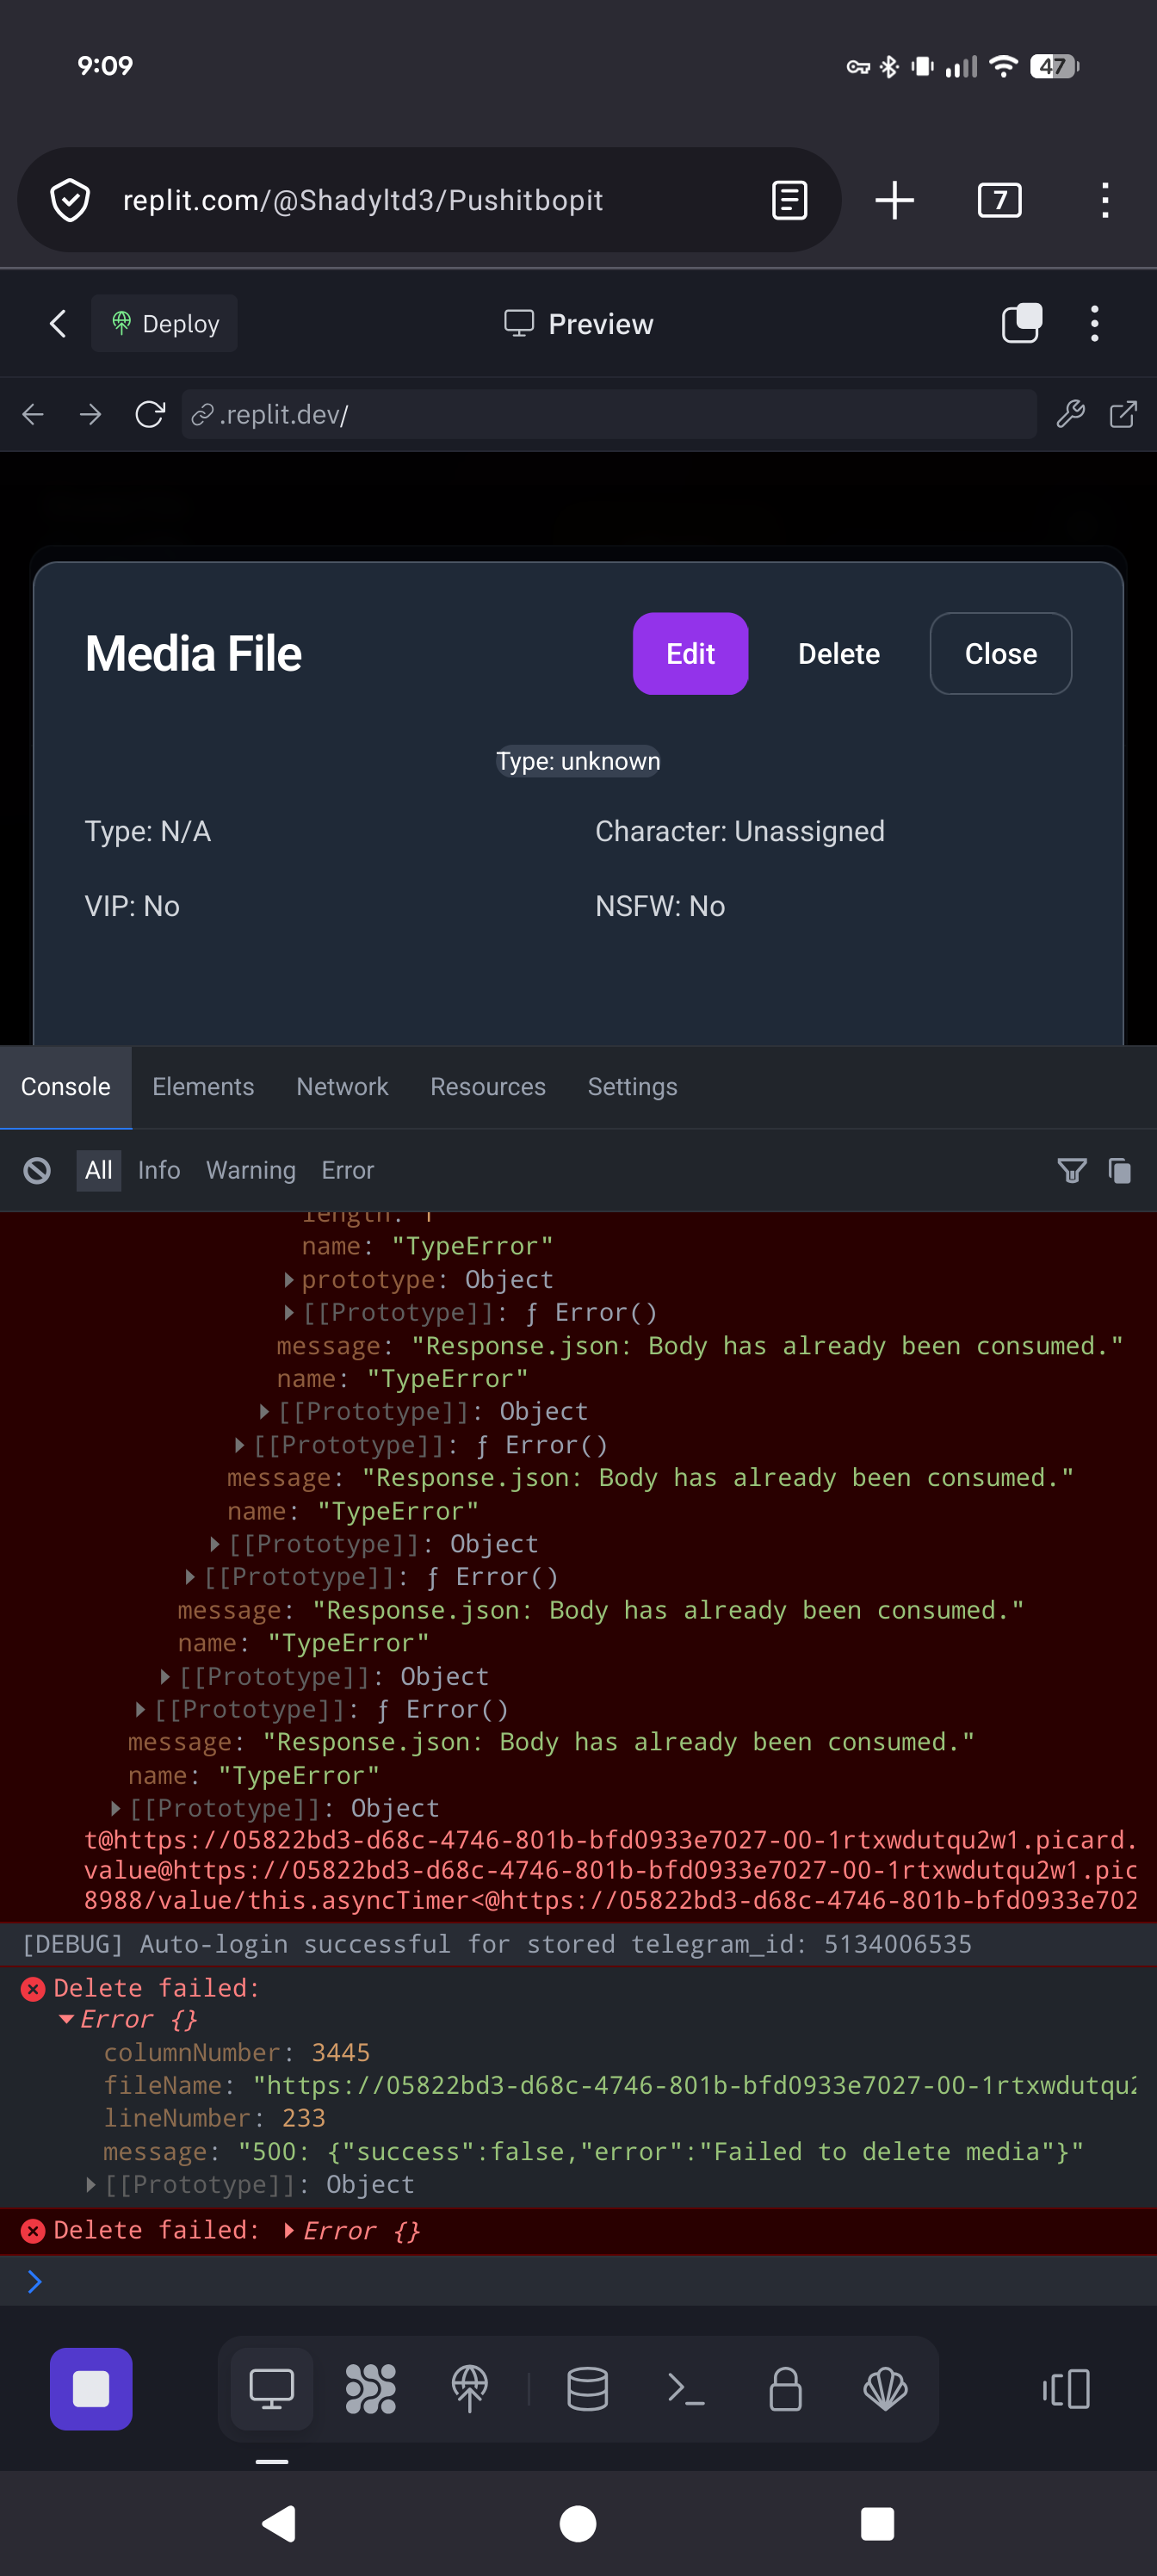 9:09
47
replit.com/@Shadyltd3/Pushitbopit
7
Deploy
Preview
.replit.dev/
Media File
Edit
Delete
Close
Type: unknown
Type: N/A
Character: Unassigned
VIP: No
NSFW: No
Console
Elements
Network
Resources
Settings
All
Info
Warning
Error
length: 1
name: "TypeError"
prototype: Object
[[Prototype]]: ƒ Error()
message: "Response.json: Body has already been consumed."
name: "TypeError"
[[Prototype]]: Object
[[Prototype]]: ƒ Error()
message: "Response.json: Body has already been consumed."
name: "TypeError"
[[Prototype]]: Object
[[Prototype]]: ƒ Error()
message: "Response.json: Body has already been consumed."
name: "TypeError"
[[Prototype]]: Object
[[Prototype]]: ƒ Error()
message: "Response.json: Body has already been consumed."
name: "TypeError"
[[Prototype]]: Object
t@https://05822bd3-d68c-4746-801b-bfd0933e7027-00-1rtxwdutqu2w1.picard.
value@https://05822bd3-d68c-4746-801b-bfd0933e7027-00-1rtxwdutqu2w1.pic
8988/value/this.asyncTimer<@https://05822bd3-d68c-4746-801b-bfd0933e702
[DEBUG] Auto-login successful for stored telegram_id: 5134006535
Delete failed:
Error {}
columnNumber: 3445
fileName: "https://05822bd3-d68c-4746-801b-bfd0933e7027-00-1rtxwdutqu2
lineNumber: 233
message: "500: {"success":false,"error":"Failed to delete media"}"
[[Prototype]]: Object
Delete failed: Error {}